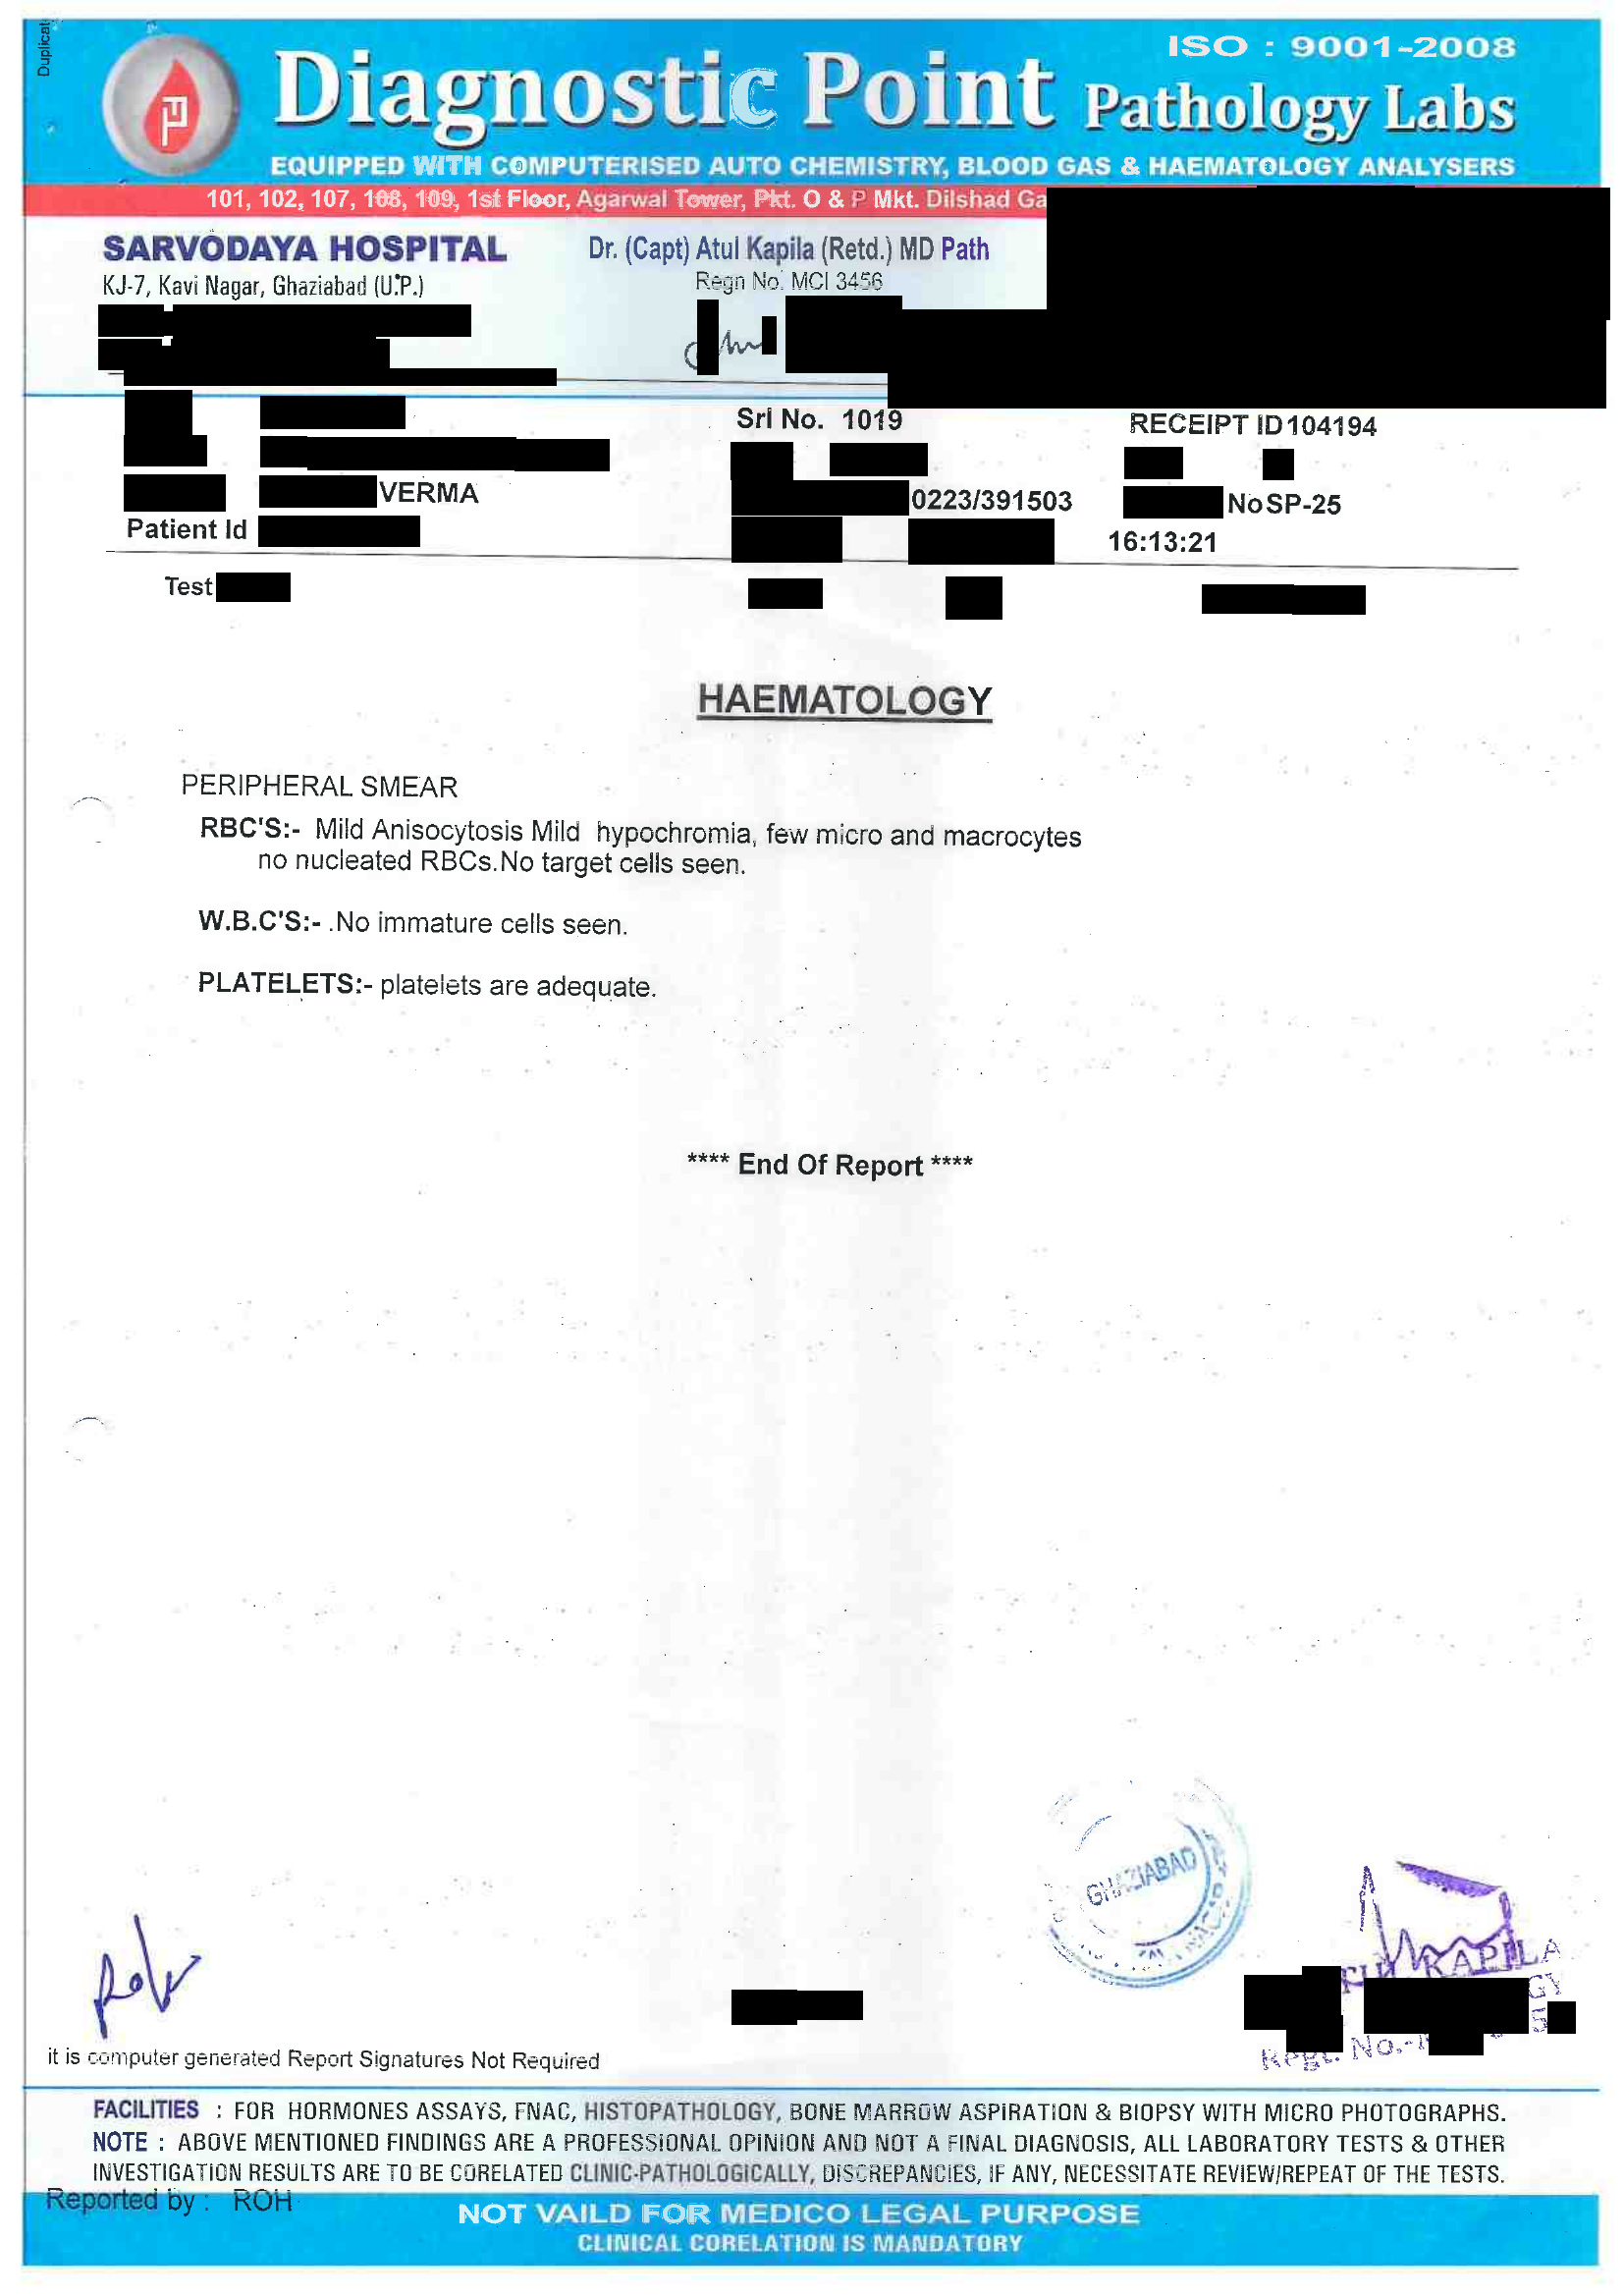 Duplicat
ISO : 9001-2008
Diagnostic Point Pathology Labs
EQUIPPED WITH COMPUTERISED AUTO CHEMISTRY, BLOOD GAS & HAEMATOLOGY ANALYSERS
101, 102, 107, 108, 109, 1st Floor, Agarwal Tower, Pkt. O & P Mkt. Dilshad Ga
SARVODAYA HOSPITAL
KJ-7, Kavi Nagar, Ghaziabad (U.P.)
Dr. (Capt) Atul Kapila (Retd.) MD Path
Regn No. MCI 3456
Srl No. 1019 RECEIPT ID 104194
VERMA 0223/391503 No SP-25
Patient Id 16:13:21
Test
HAEMATOLOGY
PERIPHERAL SMEAR
RBC'S:- Mild Anisocytosis Mild hypochromia, few micro and macrocytes
no nucleated RBCs.No target cells seen.
W.B.C'S:- .No immature cells seen.
PLATELETS:- platelets are adequate.
**** End Of Report ****
GHAZIABAD
KAPILA
GY
Regt. No.-
it is computer generated Report Signatures Not Required
FACILITIES : FOR HORMONES ASSAYS, FNAC, HISTOPATHOLOGY, BONE MARROW ASPIRATION & BIOPSY WITH MICRO PHOTOGRAPHS.
NOTE : ABOVE MENTIONED FINDINGS ARE A PROFESSIONAL OPINION AND NOT A FINAL DIAGNOSIS, ALL LABORATORY TESTS & OTHER
INVESTIGATION RESULTS ARE TO BE CORELATED CLINIC-PATHOLOGICALLY, DISCREPANCIES, IF ANY, NECESSITATE REVIEW/REPEAT OF THE TESTS.
Reported by : ROH
NOT VAILD FOR MEDICO LEGAL PURPOSE
CLINICAL CORELATION IS MANDATORY